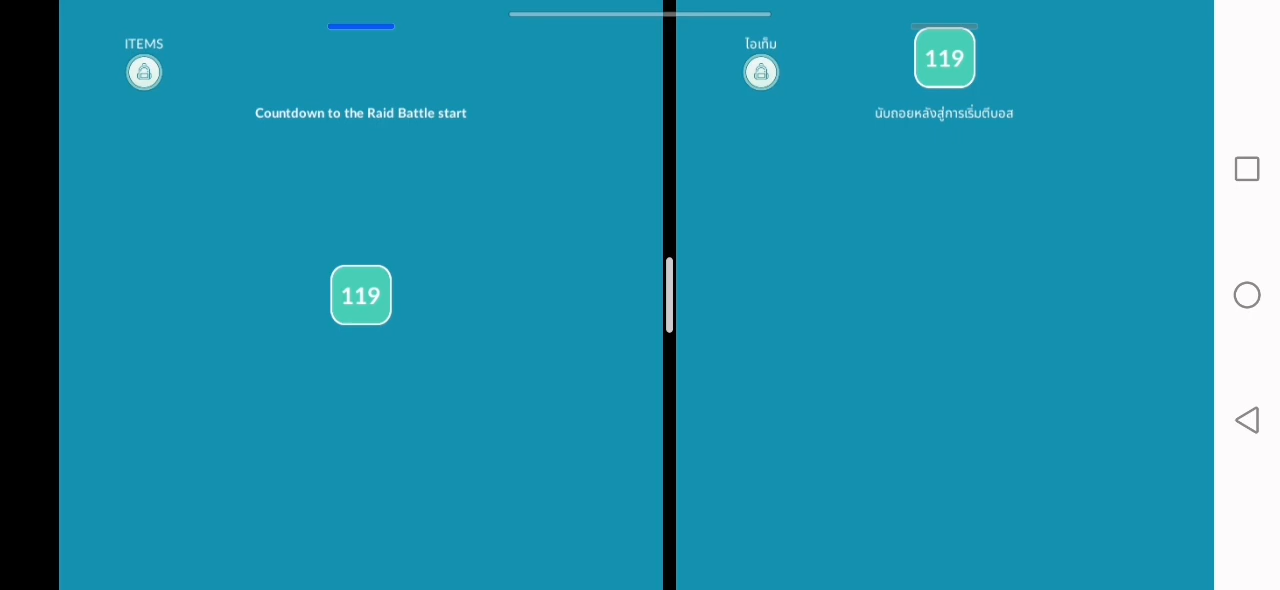 ITEMS
Countdown to the Raid Battle start
119
ไอเท็ม
119
นับถอยหลังสู่การเริ่มตีบอส